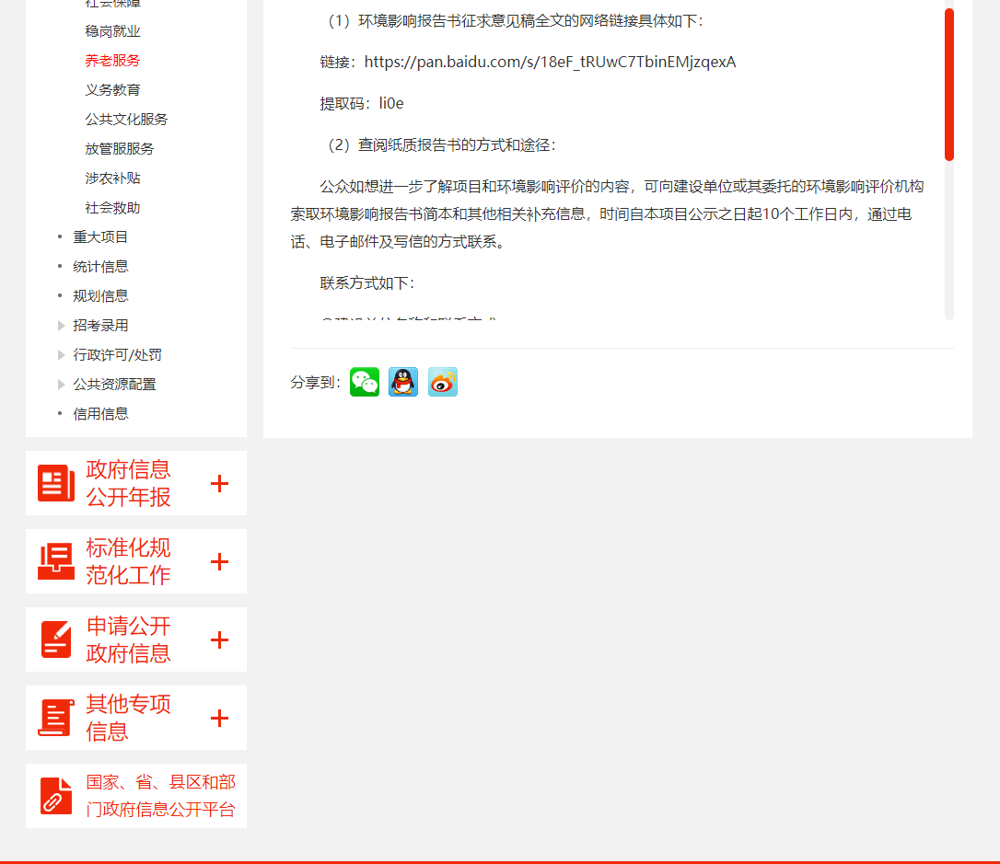 社会保障
稳岗就业
养老服务
义务教育
公共文化服务
放管服服务
涉农补贴
社会救助
重大项目
统计信息
规划信息
招考录用
行政许可/处罚
公共资源配置
信用信息
政府信息
公开年报
标准化规
范化工作
申请公开
政府信息
其他专项
信息
国家、省、县区和部
门政府信息公开平台
（1）环境影响报告书征求意见稿全文的网络链接具体如下：
链接：https://pan.baidu.com/s/18eF_tRUwC7TbinEMjzqexA
提取码：li0e
（2）查阅纸质报告书的方式和途径：
公众如想进一步了解项目和环境影响评价的内容，可向建设单位或其委托的环境影响评价机构
索取环境影响报告书简本和其他相关补充信息，时间自本项目公示之日起10个工作日内，通过电
话、电子邮件及写信的方式联系。
联系方式如下：
分享到：